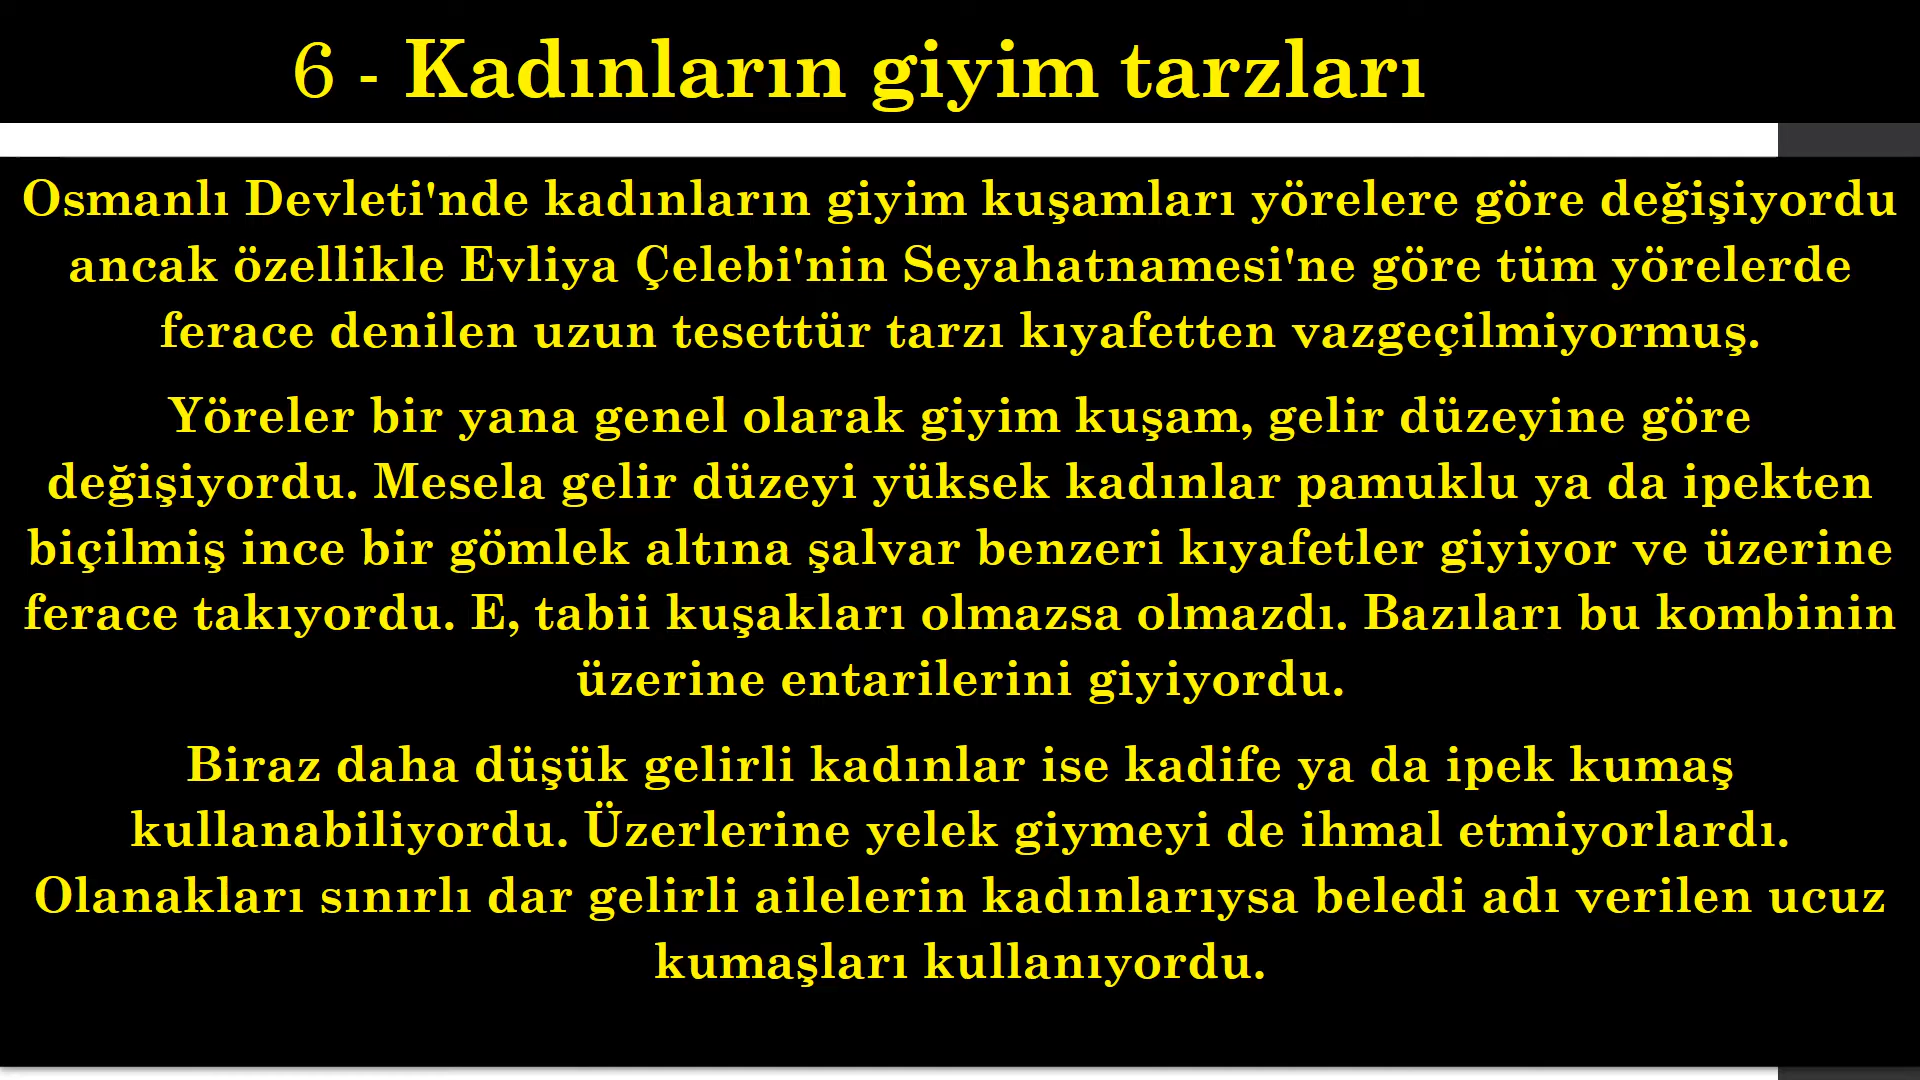 6 - Kadınların giyim tarzları
Osmanlı Devleti'nde kadınların giyim kuşamları yörelere göre değişiyordu
ancak özellikle Evliya Çelebi'nin Seyahatnamesi'ne göre tüm yörelerde
ferace denilen uzun tesettür tarzı kıyafetten vazgeçilmiyormuş.
Yöreler bir yana genel olarak giyim kuşam, gelir düzeyine göre
değişiyordu. Mesela gelir düzeyi yüksek kadınlar pamuklu ya da ipekten
biçilmiş ince bir gömlek altına şalvar benzeri kıyafetler giyiyor ve üzerine
ferace takıyordu. E, tabii kuşakları olmazsa olmazdı. Bazıları bu kombinin
üzerine entarilerini giyiyordu.
Biraz daha düşük gelirli kadınlar ise kadife ya da ipek kumaş
kullanabiliyordu. Üzerlerine yelek giymeyi de ihmal etmiyorlardı.
Olanakları sınırlı dar gelirli ailelerin kadınlarıysa beledi adı verilen ucuz
kumaşları kullanıyordu.